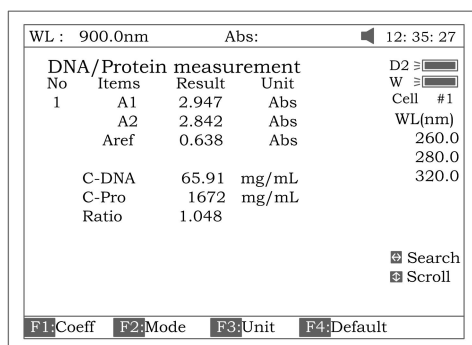 WL : 900.0nm Abs: 12: 35: 27
DNA/Protein measurement
No Items Result Unit
1 A1 2.947 Abs
A2 2.842 Abs
Aref 0.638 Abs
C-DNA 65.91 mg/mL
C-Pro 1672 mg/mL
Ratio 1.048
D2
W
Cell #1
WL(nm)
260.0
280.0
320.0
Search
Scroll
F1:Coeff F2:Mode F3:Unit F4:Default